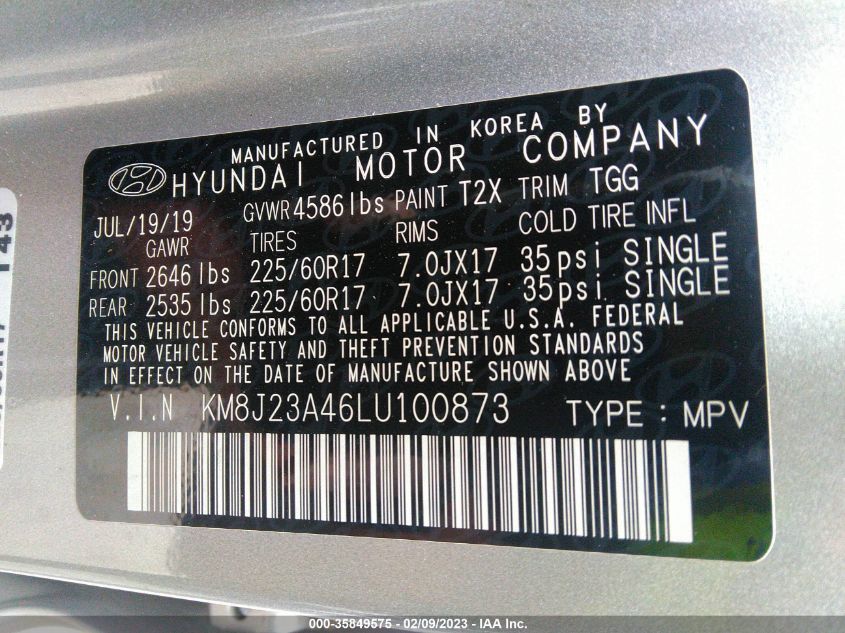 MANUFACTURED IN KOREA BY
HYUNDAI MOTOR COMPANY
JUL/19/19 GVWR 4586 lbs PAINT T2X TRIM TGG
GAWR TIRES RIMS COLD TIRE INFL
FRONT 2646 lbs 225/60R17 7.0JX17 35psi SINGLE
REAR 2535 lbs 225/60R17 7.0JX17 35psi SINGLE
THIS VEHICLE CONFORMS TO ALL APPLICABLE U.S.A. FEDERAL
MOTOR VEHICLE SAFETY AND THEFT PREVENTION STANDARDS
IN EFFECT ON THE DATE OF MANUFACTURE SHOWN ABOVE
V.I.N KM8J23A46LU100873 TYPE : MPV
143
000-35849575 - 02/09/2023 - IAA Inc.